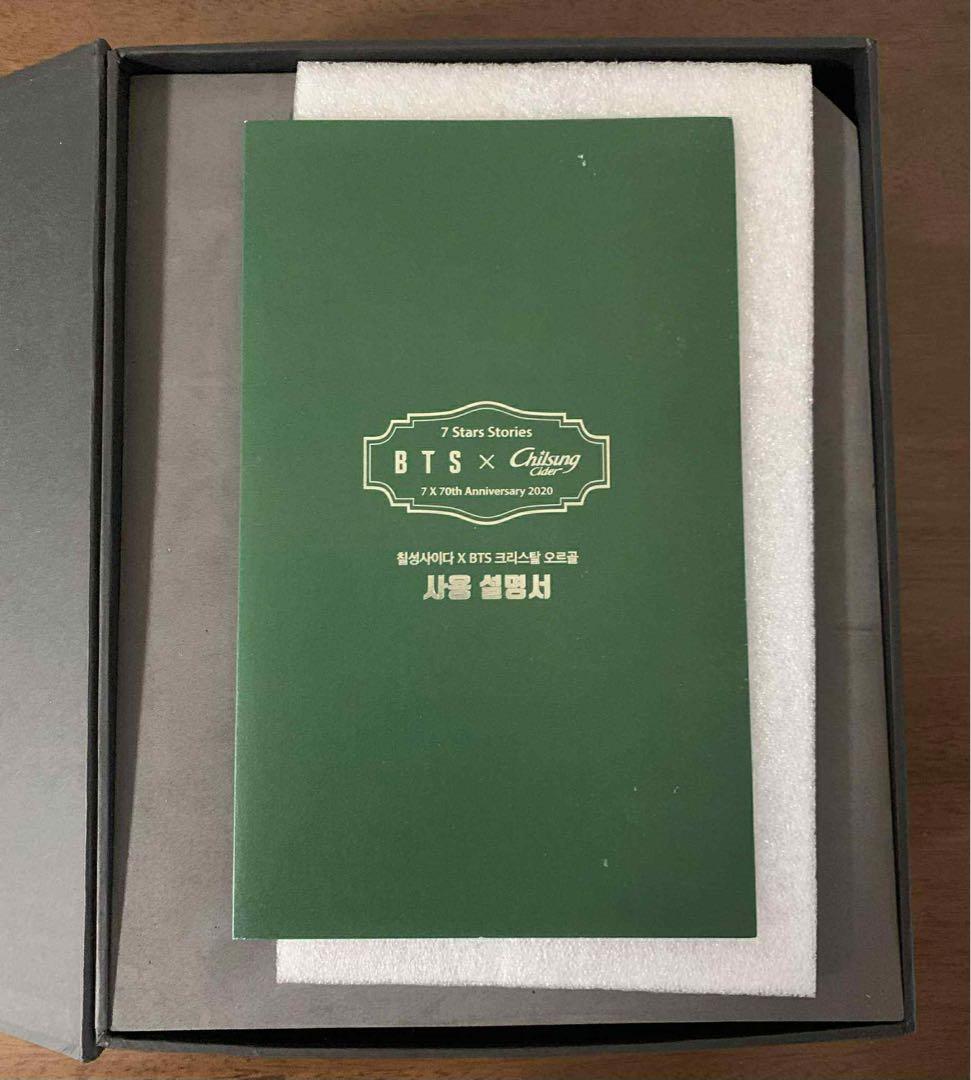 7 Stars Stories
BTS × Chilsung Cider
7 X 70th Anniversary 2020
칠성사이다 X BTS 크리스탈 오르골
사용 설명서